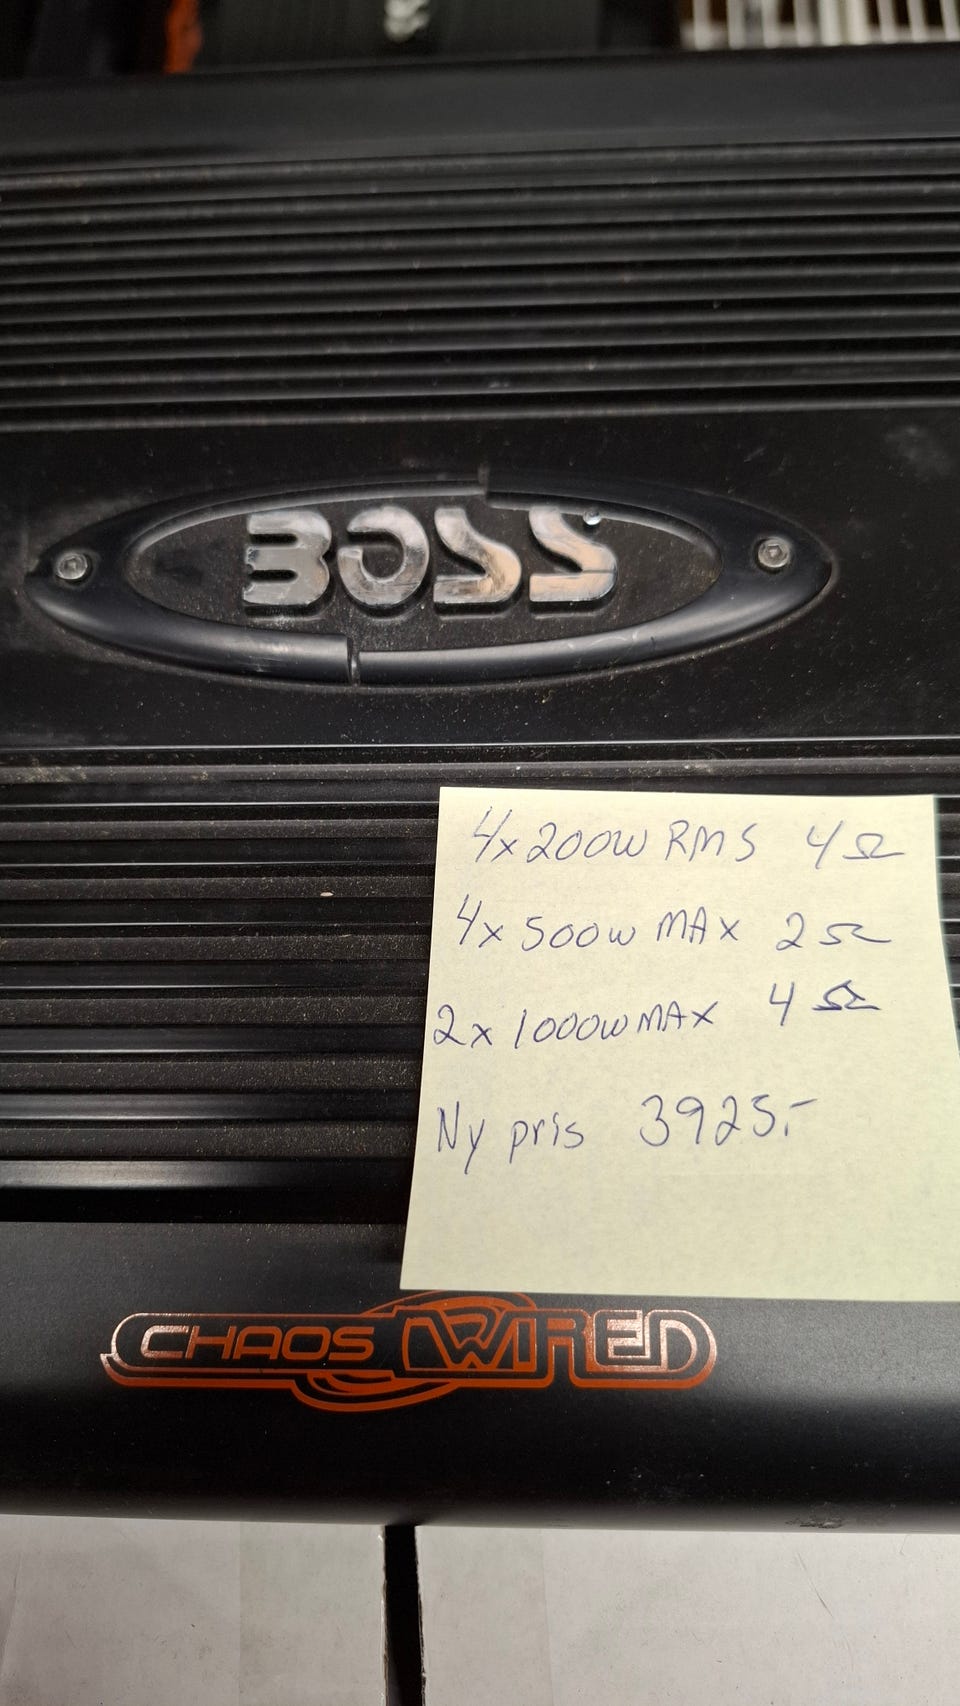 BOSS
4x200W RMS 4Ω
4x500W MAX 2Ω
2x1000W MAX 4Ω
Ny pris 3925,-
CHAOS WIRED